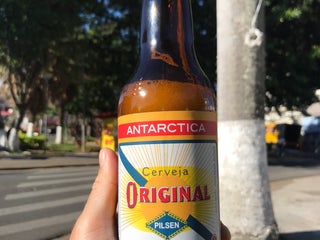 ANTARCTICA
Cerveja
ORIGINAL
PILSEN